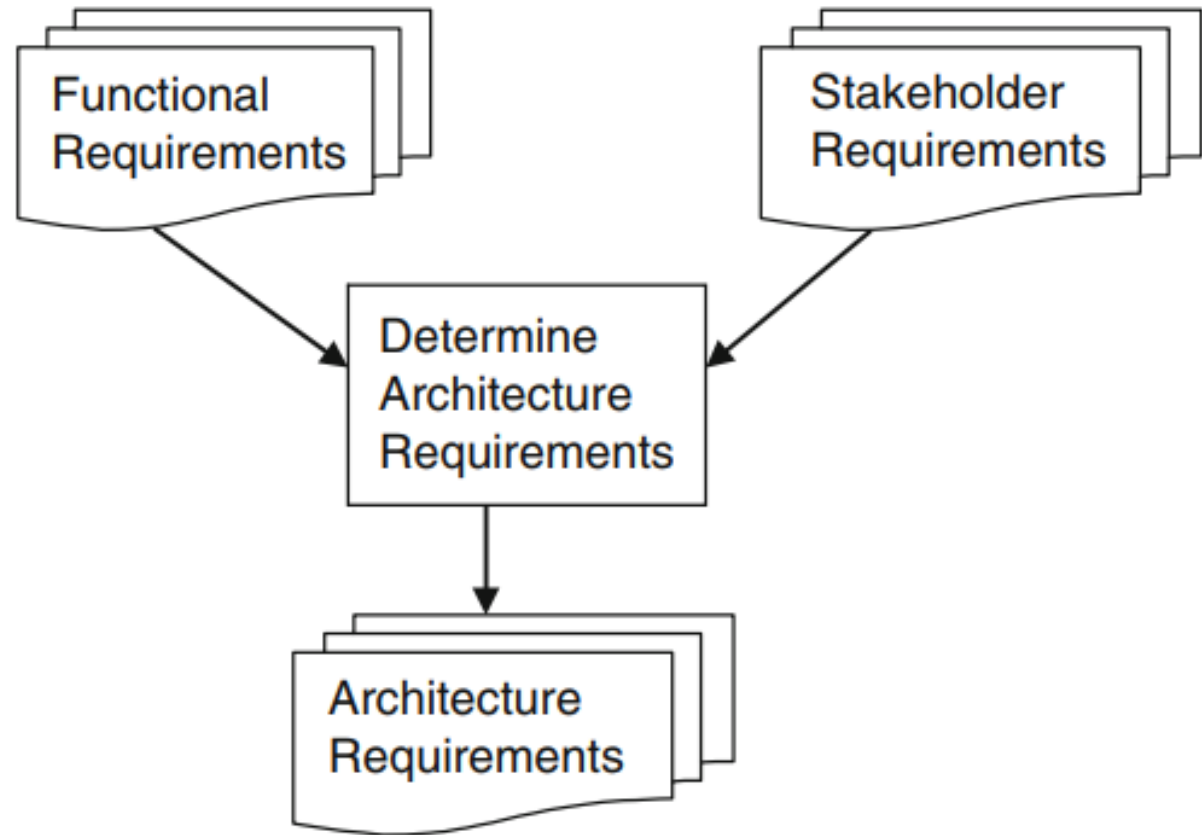 Functional
Requirements
Stakeholder
Requirements
Determine
Architecture
Requirements
Architecture
Requirements